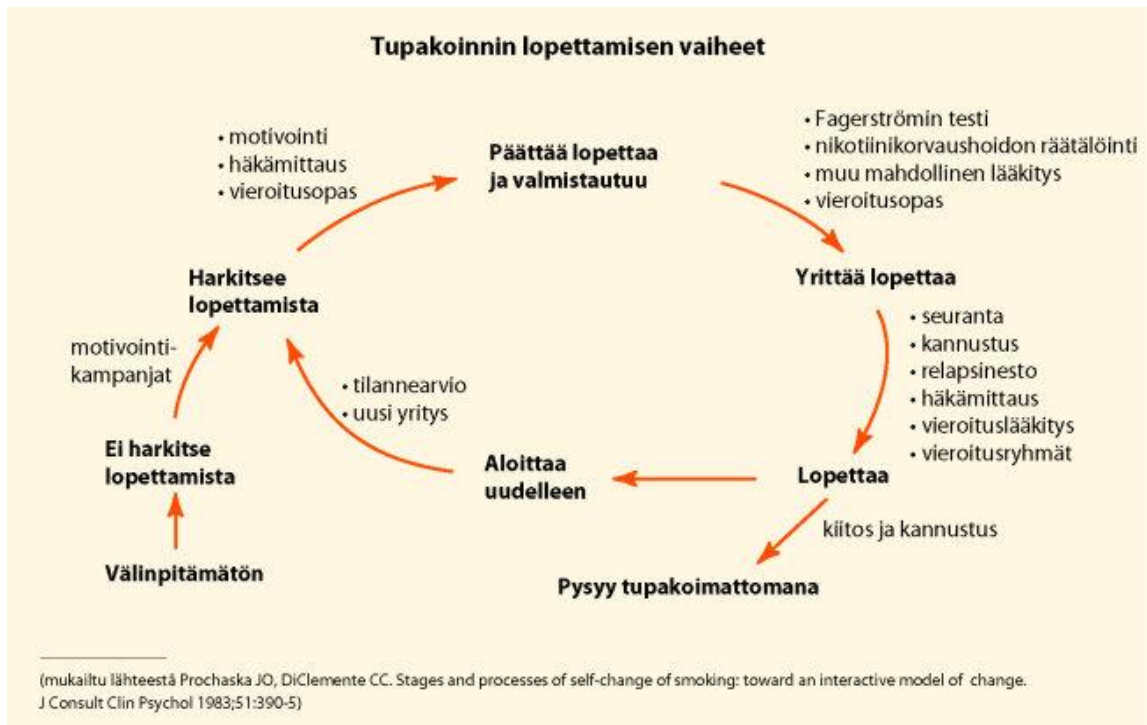 Tupakoinnin lopettamisen vaiheet
• motivointi
• häkämittaus
• vieroitusopas
Päättää lopettaa
ja valmistautuu
• Fagerströmin testi
• nikotiinikorvaushoidon räätälöinti
• muu mahdollinen lääkitys
• vieroitusopas
Harkitsee
lopettamista
Yrittää lopettaa
• seuranta
• kannustus
• relapsinesto
• häkämittaus
• vieroituslääkitys
• vieroitusryhmät
motivointi-
kampanjat
• tilannearvio
• uusi yritys
Ei harkitse
lopettamista
Aloittaa
uudelleen
Lopettaa
kiitos ja kannustus
Välinpitämätön
Pysyy tupakoimattomana
(mukailtu lähteestä Prochaska JO, DiClemente CC. Stages and processes of self-change of smoking: toward an interactive model of change.
J Consult Clin Psychol 1983;51:390-5)